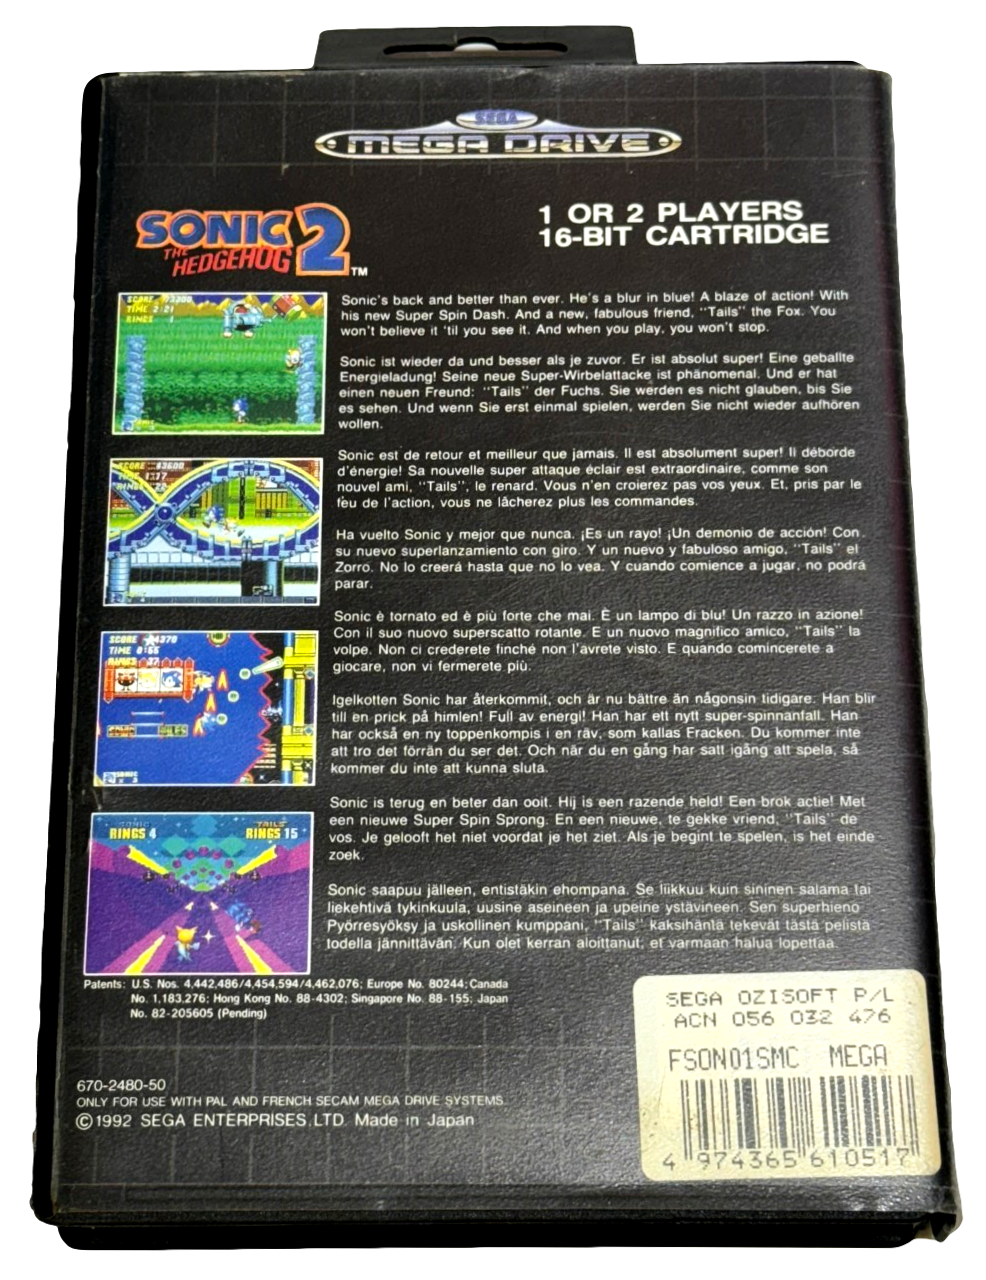 SEGA
MEGA DRIVE
SONIC 2
THE
HEDGEHOG
TM
1 OR 2 PLAYERS
16-BIT CARTRIDGE
Sonic's back and better than ever. He's a blur in blue! A blaze of action! With
his new Super Spin Dash. And a new, fabulous friend, "Tails" the Fox. You
won't believe it 'til you see it. And when you play, you won't stop.
Sonic ist wieder da und besser als je zuvor. Er ist absolut super! Eine geballte
Energieladung! Seine neue Super-Wirbelattacke ist phänomenal. Und er hat
einen neuen Freund: "Tails" der Fuchs. Sie werden es nicht glauben, bis Sie
es sehen. Und wenn Sie erst einmal spielen, werden Sie nicht wieder aufhören
wollen.
Sonic est de retour et meilleur que jamais. Il est absolument super! Il déborde
d'énergie! Sa nouvelle super attaque éclair est extraordinaire, comme son
nouvel ami, "Tails", le renard. Vous n'en croierez pas vos yeux. Et, pris par le
feu de l'action, vous ne lâcherez plus les commandes.
Ha vuelto Sonic y mejor que nunca. ¡Es un rayo! ¡Un demonio de acción! Con
su nuevo superlanzamiento con giro. Y un nuevo y fabuloso amigo, "Tails" el
Zorro. No lo creerá hasta que no lo vea. Y cuando comience a jugar, no podrá
parar.
Sonic è tornato ed è più forte che mai. È un lampo di blu! Un razzo in azione!
Con il suo nuovo superscatto rotante. E un nuovo magnifico amico, "Tails" la
volpe. Non ci crederete finché non l'avrete visto. E quando comincerete a
giocare, non vi fermerete più.
Igelkotten Sonic har återkommit, och är nu bättre än någonsin tidigare. Han blir
till en prick på himlen! Full av energi! Han har ett nytt super-spinnanfall. Han
har också en ny toppenkompis i en räv, som kallas Fracken. Du kommer inte
att tro det förrän du ser det. Och när du en gång har satt igång att spela, så
kommer du inte att kunna sluta.
Sonic is terug en beter dan ooit. Hij is een razende held! Een brok actie! Met
een nieuwe Super Spin Sprong. En een nieuwe, te gekke vriend, "Tails" de
vos. Je gelooft het niet voordat je het ziet. Als je begint te spelen, is het einde
zoek.
Sonic saapuu jälleen, entistäkin ehompana. Se liikkuu kuin sininen salama tai
liekehtivä tykinkuula, uusine aseineen ja upeine ystävineen. Sen superhieno
Pyörresyöksy ja uskollinen kumppani, "Tails" kaksihäntä tekevät tästä pelistä
todella jännittävän. Kun olet kerran aloittanut, et varmaan halua lopettaa.
SCORE
TIME 2:21
RINGS
SCORE 43600
TIME 1:17
RINGS 22
SCORE 4370
TIME 0:56
RINGS 37
SONIC
RINGS 4
TAILS
RINGS 15
Patents: U.S. Nos. 4,442,486/4,454,594/4,462,076; Europe No. 80244; Canada
No. 1,183,276; Hong Kong No. 88-4302; Singapore No. 88-155; Japan
No. 82-205605 (Pending)
670-2480-50
ONLY FOR USE WITH PAL AND FRENCH SECAM MEGA DRIVE SYSTEMS.
©1992 SEGA ENTERPRISES LTD. Made in Japan
SEGA OZISOFT P/L
ACN 056 032 476
FSON01SMC MEGA
4 974365 610517